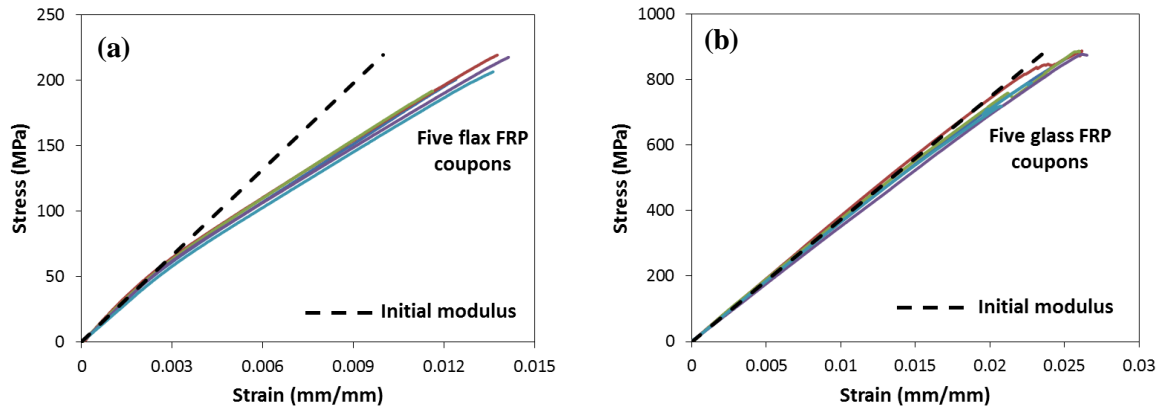 (a)
250
200
150
100
50
0
Stress (MPa)
Five flax FRP
coupons
Initial modulus
0 0.003 0.006 0.009 0.012 0.015
Strain (mm/mm)
(b)
1000
800
600
400
200
0
Stress (MPa)
Five glass FRP
coupons
Initial modulus
0 0.005 0.01 0.015 0.02 0.025 0.03
Strain (mm/mm)